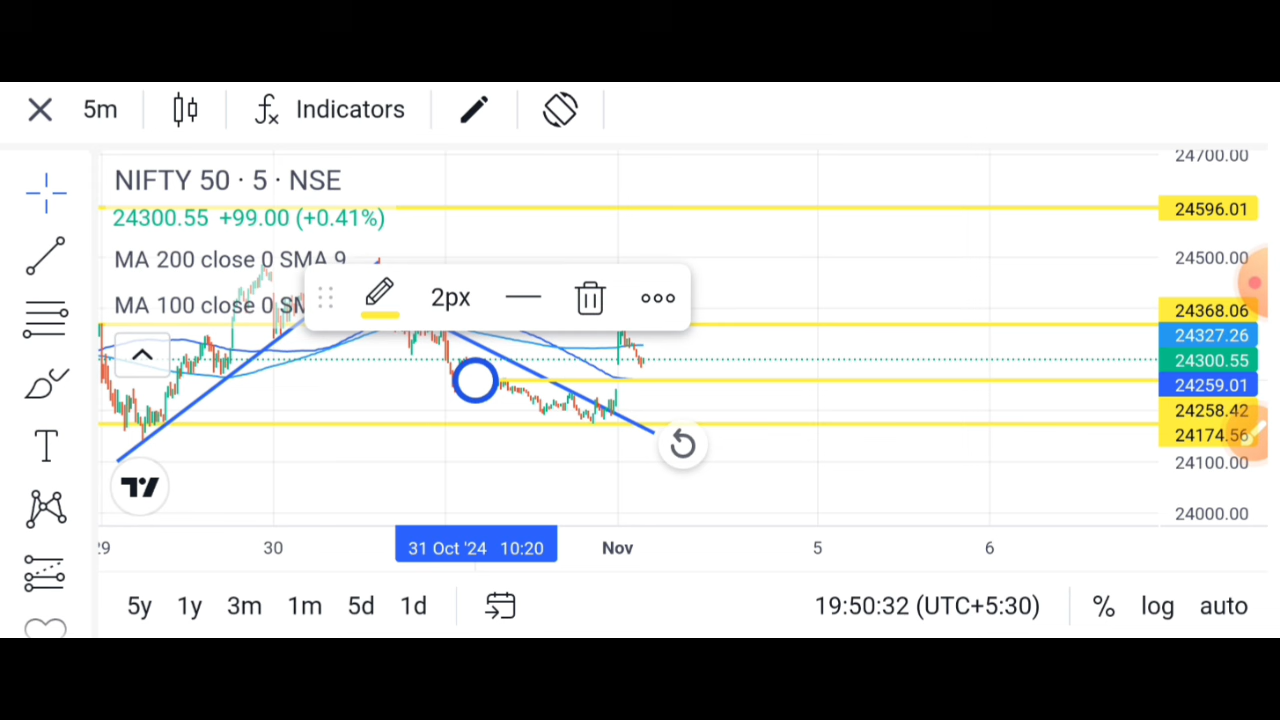 5m
Indicators
NIFTY 50 · 5 · NSE
24300.55 +99.00 (+0.41%)
MA 200 close 0 SMA 9
MA 100 close 0
2px
24700.00
24596.01
24500.00
24368.06
24327.26
24300.55
24259.01
24258.42
24174.56
24100.00
24000.00
29 30 31 Oct '24 10:20 Nov 5 6
5y 1y 3m 1m 5d 1d 19:50:32 (UTC+5:30) % log auto